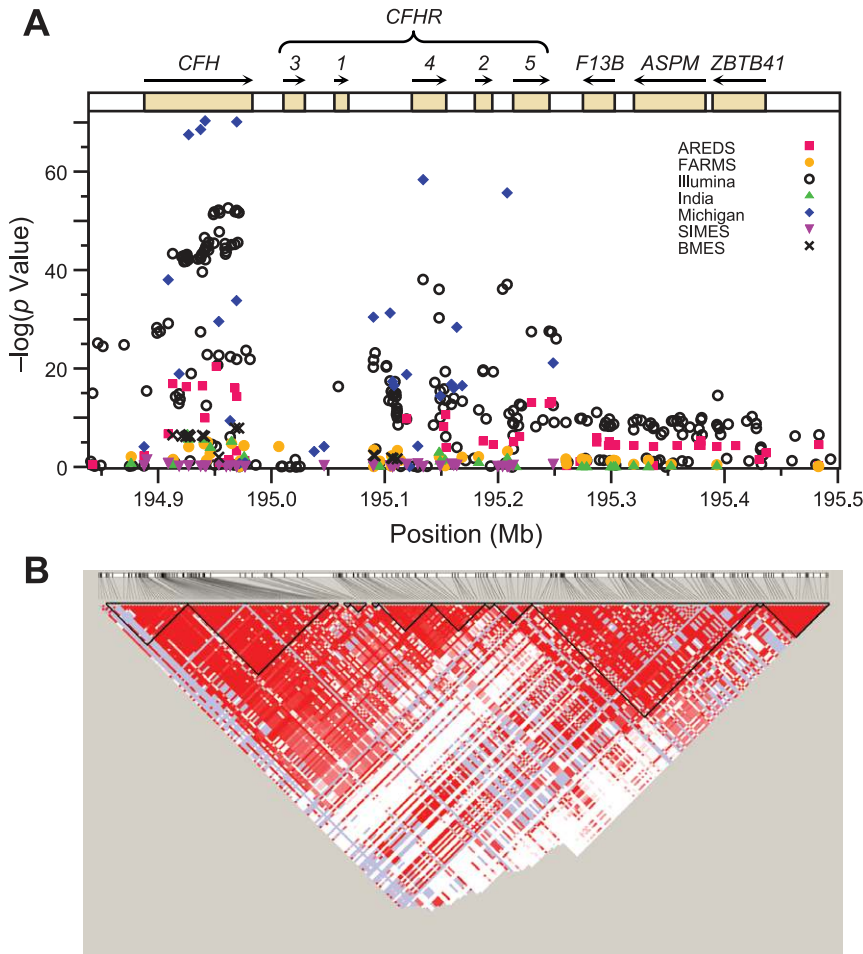 A
CFHR
CFH 3 1 4 2 5 F13B ASPM ZBTB41
AREDS
FARMS
Illumina
India
Michigan
SIMES
BMES
–log(p Value)
60
40
20
0
194.9 195.0 195.1 195.2 195.3 195.4 195.5
Position (Mb)
B